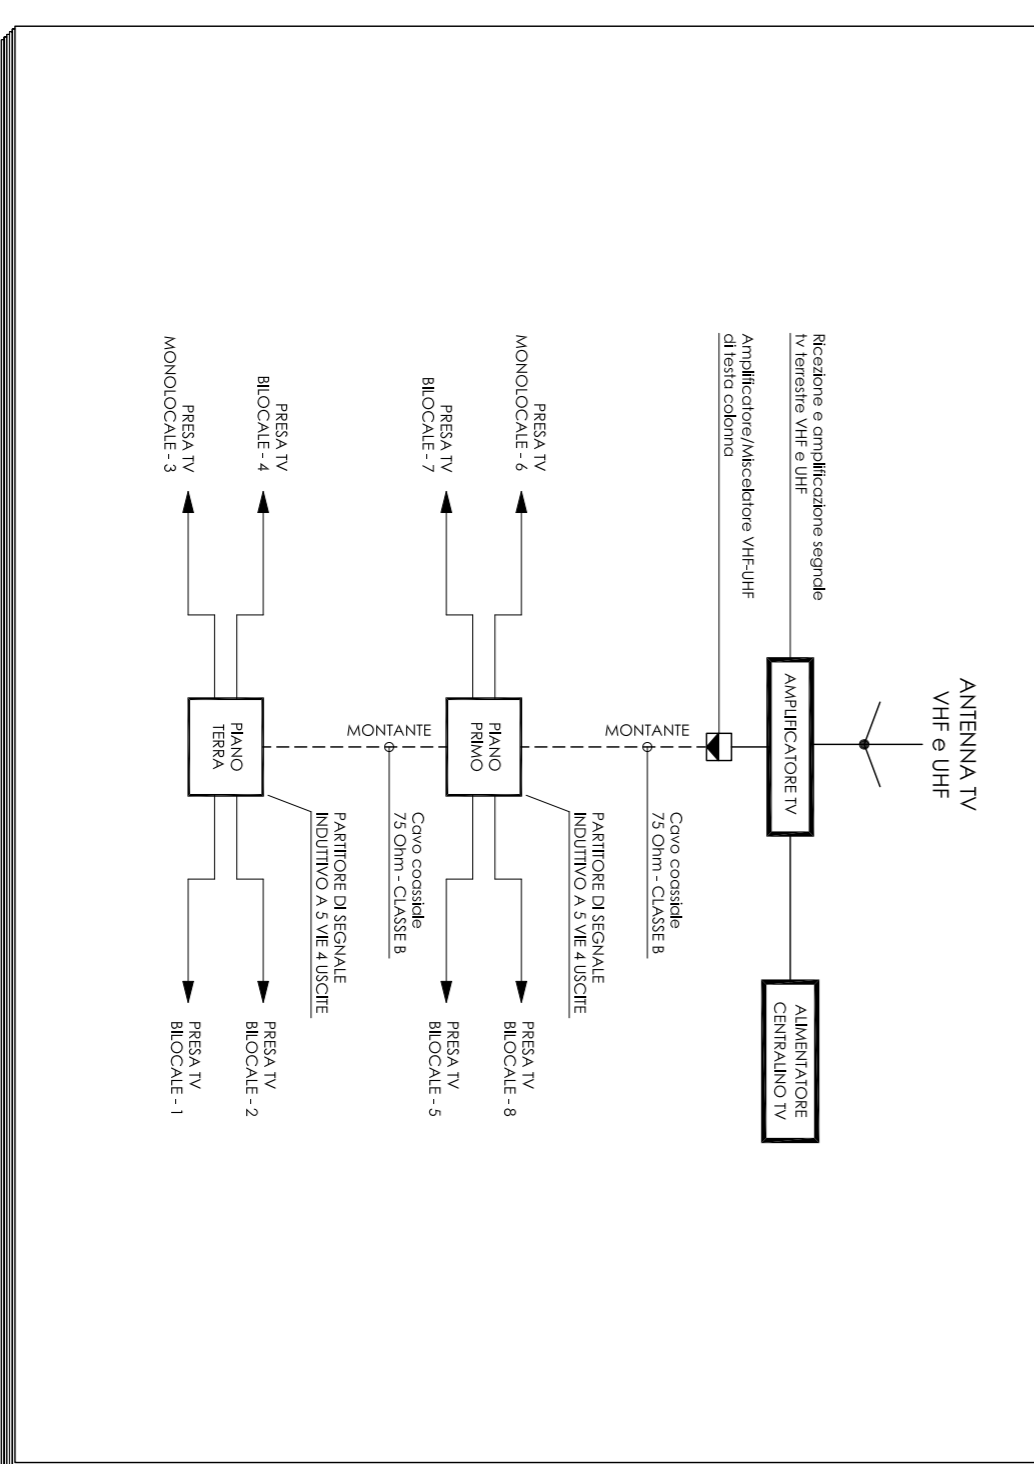 ANTENNA TV
VHF e UHF
Ricezione e amplificazione segnale
tv terrestre VHF e UHF
AMPLIFICATORE TV
ALIMENTATORE
CENTRALINO TV
Amplificatore/Miscelatore VHF-UHF
di testa colonna
MONTANTE
Cavo coassiale
75 Ohm - CLASSE B
PRESA TV
MONOLOCALE - 6
PRESA TV
BILOCALE - 7
PIANO
PRIMO
PARTITORE DI SEGNALE
INDUTTIVO A 5 VIE 4 USCITE
PRESA TV
BILOCALE - 8
PRESA TV
BILOCALE - 5
MONTANTE
Cavo coassiale
75 Ohm - CLASSE B
PRESA TV
BILOCALE - 4
PRESA TV
MONOLOCALE - 3
PIANO
TERRA
PARTITORE DI SEGNALE
INDUTTIVO A 5 VIE 4 USCITE
PRESA TV
BILOCALE - 2
PRESA TV
BILOCALE - 1